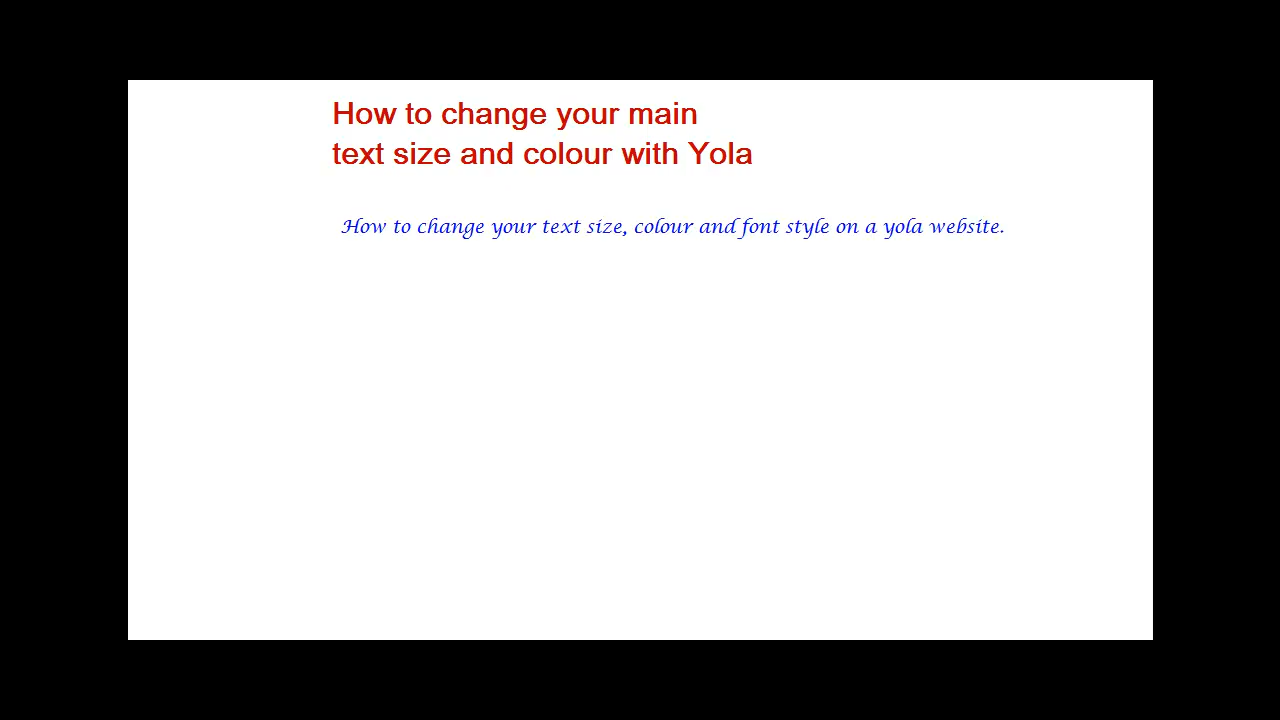 How to change your main
text size and colour with Yola
How to change your text size, colour and font style on a yola website.